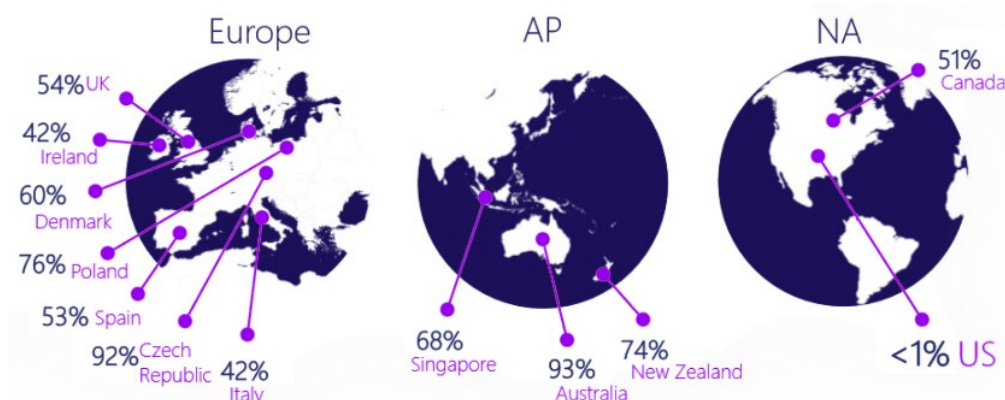 Europe
AP
NA
54% UK
42%
Ireland
60%
Denmark
76% Poland
53% Spain
92% Czech
Republic
42%
Italy
68%
Singapore
93%
Australia
74%
New Zealand
51%
Canada
<1% US